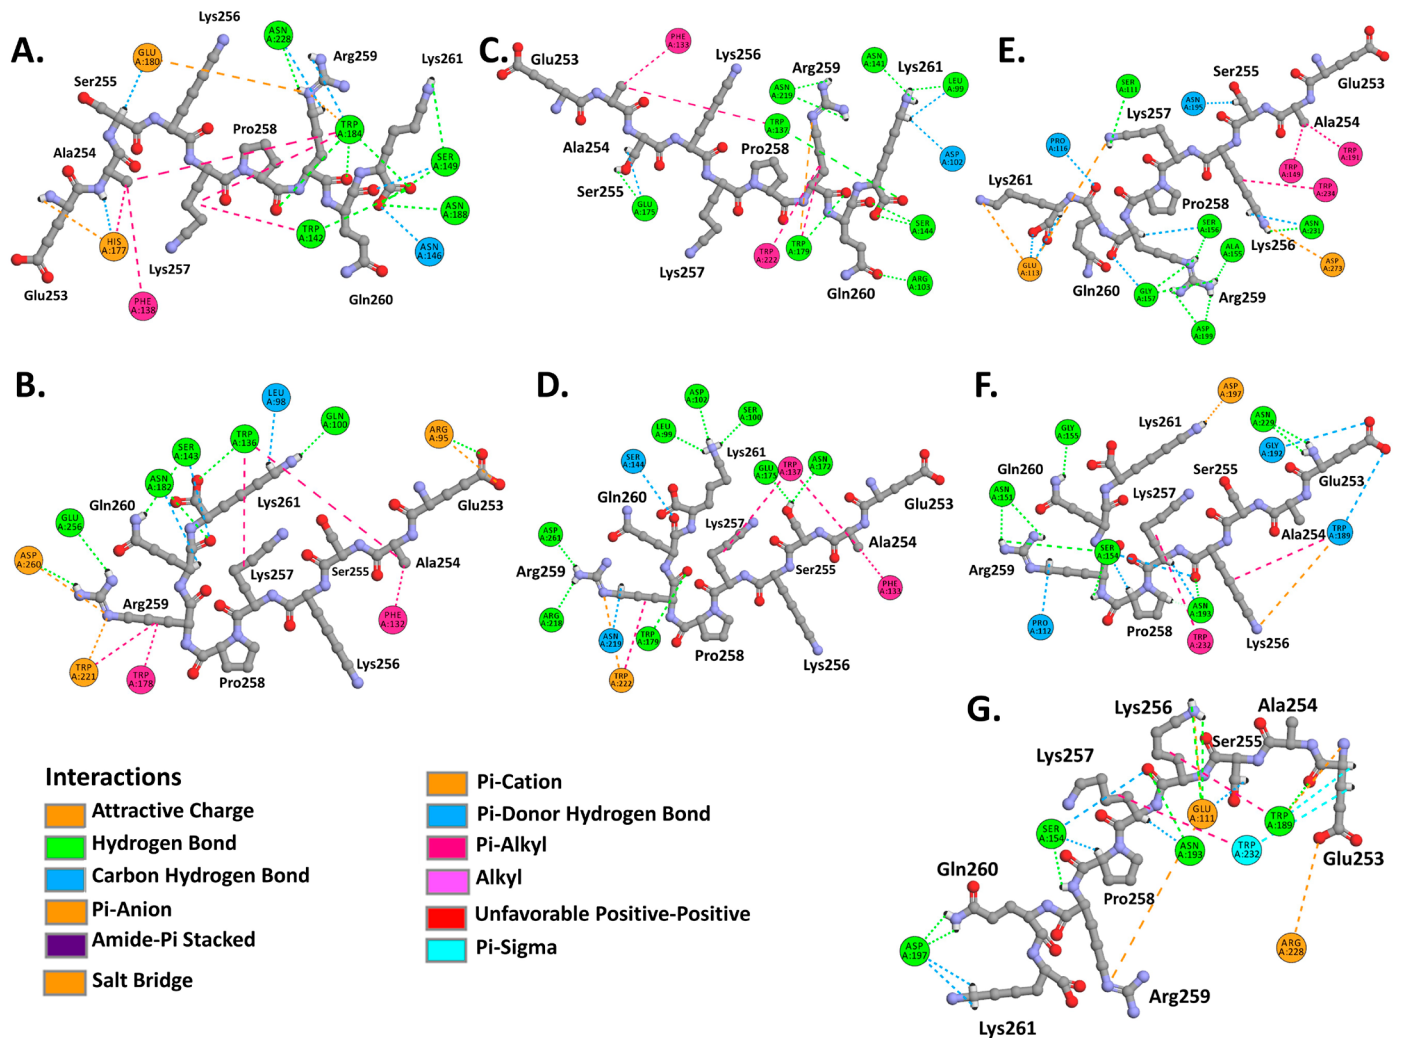 A.
Lys256
GLU
A:180
ASN
A:228
Arg259
Lys261
Ser255
TRP
A:184
Pro258
Ala254
SER
A:149
ASN
A:188
HIS
A:177
TRP
A:142
ASN
A:146
Lys257
Glu253
PHE
A:138
Gln260
B.
LEU
A:98
GLN
A:100
SER
A:143
TRP
A:136
ARG
A:95
ASN
A:182
Gln260
Lys261
Glu253
GLU
A:256
ASP
A:260
Lys257
Ser255
Ala254
Arg259
PHE
A:132
TRP
A:221
TRP
A:178
Pro258
Lys256
C.
PHE
A:133
Glu253
Lys256
Arg259
ASN
A:141
Lys261
LEU
A:99
ASN
A:219
TRP
A:137
Ala254
Pro258
ASP
A:102
Ser255
GLU
A:175
SER
A:144
TRP
A:222
TRP
A:179
Lys257
Gln260
ARG
A:103
D.
ASP
A:102
SER
A:100
LEU
A:99
Lys261
SER
A:144
GLU
A:175
TRP
A:137
ASN
A:172
Gln260
Glu253
Lys257
ASP
A:261
Ala254
Arg259
Ser255
PHE
A:133
ARG
A:218
ASN
A:219
TRP
A:179
Pro258
Lys256
TRP
A:222
E.
SER
A:111
Ser255
Glu253
ASN
A:195
Lys257
Ala254
PRO
A:116
TRP
A:149
TRP
A:191
Lys261
TRP
A:234
Pro258
SER
A:156
ASN
A:231
Lys256
ALA
A:155
GLU
A:113
ASP
A:273
Gln260
GLY
A:157
Arg259
ASP
A:199
F.
ASP
A:197
GLY
A:155
Lys261
ASN
A:229
GLY
A:192
Gln260
Ser255
Glu253
ASN
A:151
Lys257
TRP
A:189
Ala254
SER
A:154
Arg259
ASN
A:193
PRO
A:112
Pro258
TRP
A:232
Lys256
G.
Lys256
Ala254
Ser255
Lys257
GLU
A:111
TRP
A:189
SER
A:154
ASN
A:193
TRP
A:232
Glu253
Gln260
Pro258
ASP
A:197
ARG
A:228
Arg259
Lys261
Interactions
Attractive Charge
Hydrogen Bond
Carbon Hydrogen Bond
Pi-Anion
Amide-Pi Stacked
Salt Bridge
Pi-Cation
Pi-Donor Hydrogen Bond
Pi-Alkyl
Alkyl
Unfavorable Positive-Positive
Pi-Sigma